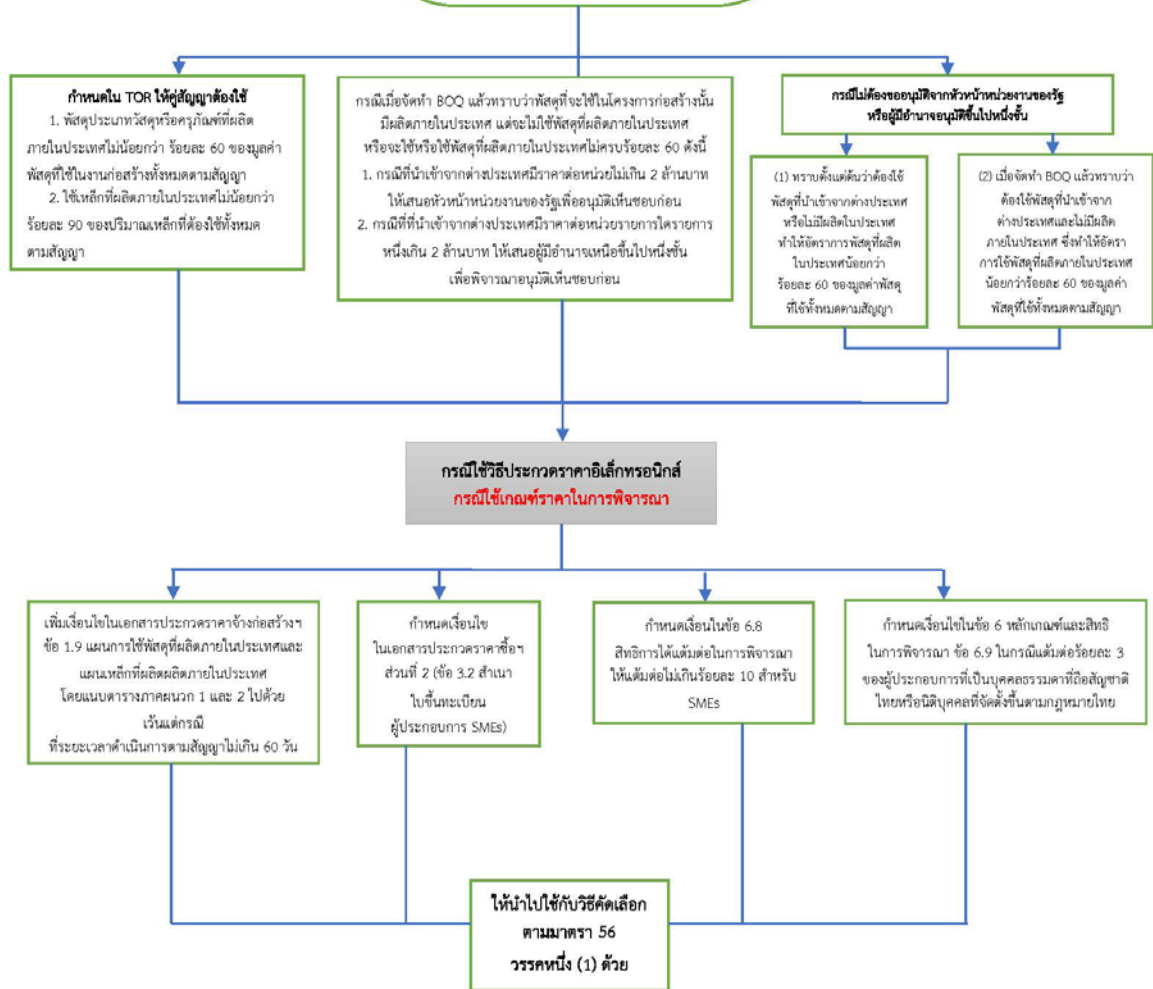 กำหนดใน TOR ให้คู่สัญญาต้องใช้
1. พัสดุประเภทวัสดุหรือครุภัณฑ์ที่ผลิต
ภายในประเทศไม่น้อยกว่า ร้อยละ 60 ของมูลค่า
พัสดุที่ใช้ในงานก่อสร้างทั้งหมดตามสัญญา
2. ใช้เหล็กที่ผลิตภายในประเทศไม่น้อยกว่า
ร้อยละ 90 ของปริมาณเหล็กที่ต้องใช้ทั้งหมด
ตามสัญญา
กรณีเมื่อจัดทำ BOQ แล้วทราบว่าพัสดุที่จะใช้ในโครงการก่อสร้างนั้น
มีผลิตภายในประเทศ แต่จะไม่ใช้พัสดุที่ผลิตภายในประเทศ
หรือจะใช้หรือใช้พัสดุที่ผลิตภายในประเทศไม่ครบร้อยละ 60 ดังนี้
1. กรณีที่นำเข้าจากต่างประเทศมีราคาต่อหน่วยไม่เกิน 2 ล้านบาท
ให้เสนอหัวหน้าหน่วยงานของรัฐเพื่ออนุมัติเห็นชอบก่อน
2. กรณีที่ที่นำเข้าจากต่างประเทศมีราคาต่อหน่วยรายการใดรายการ
หนึ่งเกิน 2 ล้านบาท ให้เสนอผู้มีอำนาจเหนือขึ้นไปหนึ่งชั้น
เพื่อพิจารณาอนุมัติเห็นชอบก่อน
กรณีไม่ต้องขออนุมัติจากหัวหน้าหน่วยงานของรัฐ
หรือผู้มีอำนาจอนุมัติขึ้นไปหนึ่งชั้น
(1) ทราบตั้งแต่ต้นว่าต้องใช้
พัสดุที่นำเข้าจากต่างประเทศ
หรือไม่มีผลิตในประเทศ
ทำให้อัตราการพัสดุที่ผลิต
ในประเทศน้อยกว่า
ร้อยละ 60 ของมูลค่าพัสดุ
ที่ใช้ทั้งหมดตามสัญญา
(2) เมื่อจัดทำ BOQ แล้วทราบว่า
ต้องใช้พัสดุที่นำเข้าจาก
ต่างประเทศและไม่มีผลิต
ภายในประเทศ ซึ่งทำให้อัตรา
การใช้พัสดุที่ผลิตภายในประเทศ
น้อยกว่าร้อยละ 60 ของมูลค่า
พัสดุที่ใช้ทั้งหมดตามสัญญา
กรณีใช้วิธีประกวดราคาอิเล็กทรอนิกส์
กรณีใช้เกณฑ์ราคาในการพิจารณา
เพิ่มเงื่อนไขในเอกสารประกวดราคาจ้างก่อสร้างฯ
ข้อ 1.9 แผนการใช้พัสดุที่ผลิตภายในประเทศและ
แผนเหล็กที่ผลิตผลิตภายในประเทศ
โดยแนบตารางภาคผนวก 1 และ 2 ไปด้วย
เว้นแต่กรณี
ที่ระยะเวลาดำเนินการตามสัญญาไม่เกิน 60 วัน
กำหนดเงื่อนไข
ในเอกสารประกวดราคาซื้อฯ
ส่วนที่ 2 (ข้อ 3.2 สำเนา
ใบขึ้นทะเบียน
ผู้ประกอบการ SMEs)
กำหนดเงื่อนในข้อ 6.8
สิทธิการได้แต้มต่อในการพิจารณา
ให้แต้มต่อไม่เกินร้อยละ 10 สำหรับ
SMEs
กำหนดเงื่อนไขในข้อ 6 หลักเกณฑ์และสิทธิ
ในการพิจารณา ข้อ 6.9 ในกรณีแต้มต่อร้อยละ 3
ของผู้ประกอบการที่เป็นบุคคลธรรมดาที่ถือสัญชาติ
ไทยหรือนิติบุคคลที่จัดตั้งขึ้นตามกฎหมายไทย
ให้นำไปใช้กับวิธีคัดเลือก
ตามมาตรา 56
วรรคหนึ่ง (1) ด้วย